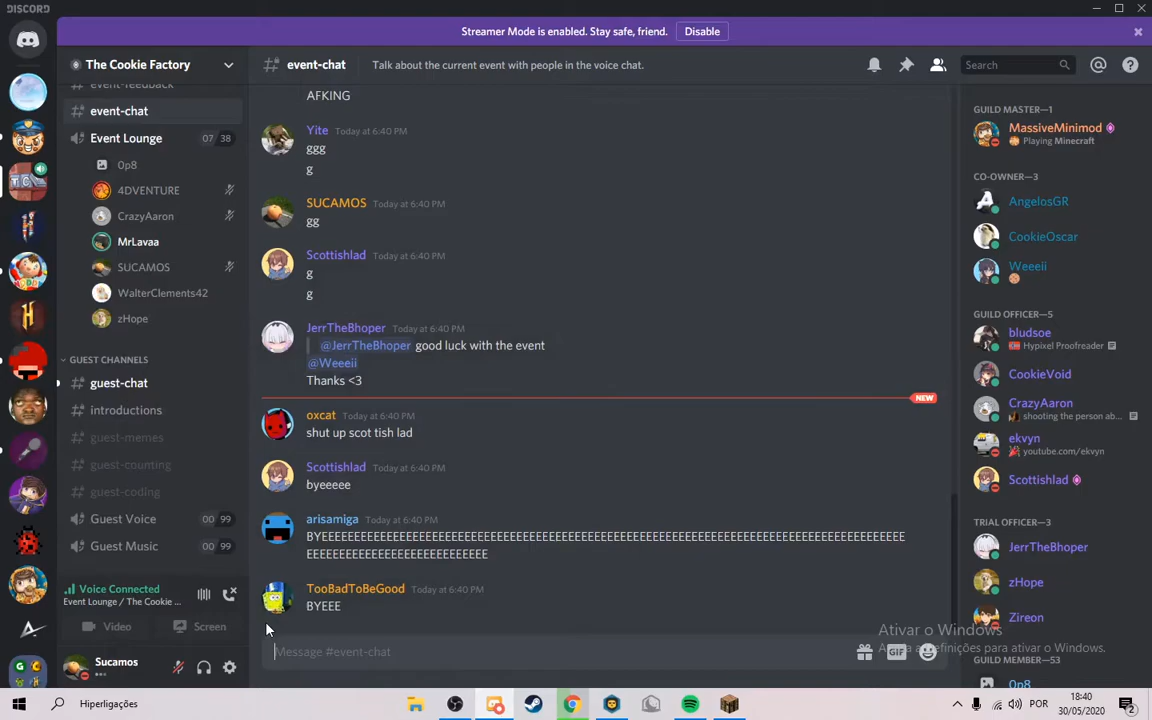 DISCORD
Streamer Mode is enabled. Stay safe, friend. Disable
The Cookie Factory
event-feedback
event-chat
Event Lounge 07 38
0p8
4DVENTURE
CrazyAaron
MrLavaa
SUCAMOS
WalterClements42
zHope
GUEST CHANNELS
guest-chat
introductions
guest-memes
guest-counting
guest-coding
Guest Voice 00 99
Guest Music 00 99
Voice Connected
Event Lounge / The Cookie ...
Video Screen
Sucamos
event-chat Talk about the current event with people in the voice chat.
Search
AFKING
Yite Today at 6:40 PM
ggg
g
SUCAMOS Today at 6:40 PM
gg
Scottishlad Today at 6:40 PM
g
g
JerrTheBhoper Today at 6:40 PM
@JerrTheBhoper good luck with the event
@Weeeii
Thanks <3
NEW
oxcat Today at 6:40 PM
shut up scot tish lad
Scottishlad Today at 6:40 PM
byeeeee
arisamiga Today at 6:40 PM
TooBadToBeGood Today at 6:40 PM
BYEEE
Message #event-chat
GIF
GUILD MASTER—1
MassiveMinimod
Playing Minecraft
CO-OWNER—3
AngelosGR
CookieOscar
Weeeii
GUILD OFFICER—5
bludsoe
Hypixel Proofreader
CookieVoid
CrazyAaron
shooting the person ab...
ekvyn
youtube.com/ekvyn
Scottishlad
TRIAL OFFICER—3
JerrTheBhoper
zHope
Zireon
GUILD MEMBER—53
0p8
Ativar o Windows
definições para ativar o Windows.
Hiperligações
POR
18:40
30/05/2020
2